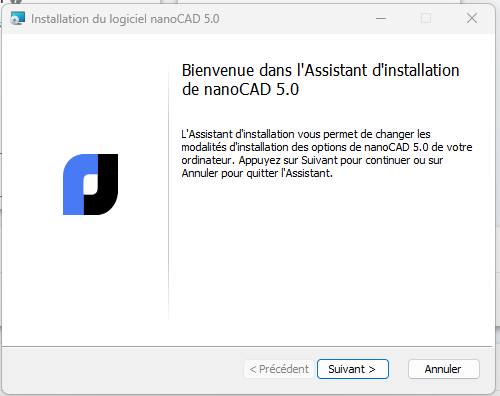 Installation du logiciel nanoCAD 5.0
Bienvenue dans l'Assistant d'installation
de nanoCAD 5.0
L'Assistant d'installation vous permet de changer les
modalités d'installation des options de nanoCAD 5.0 de votre
ordinateur. Appuyez sur Suivant pour continuer ou sur
Annuler pour quitter l'Assistant.
< Précédent
Suivant >
Annuler